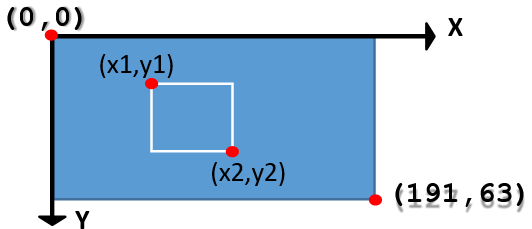 (0,0)
X
(x1,y1)
(x2,y2)
(191,63)
Y